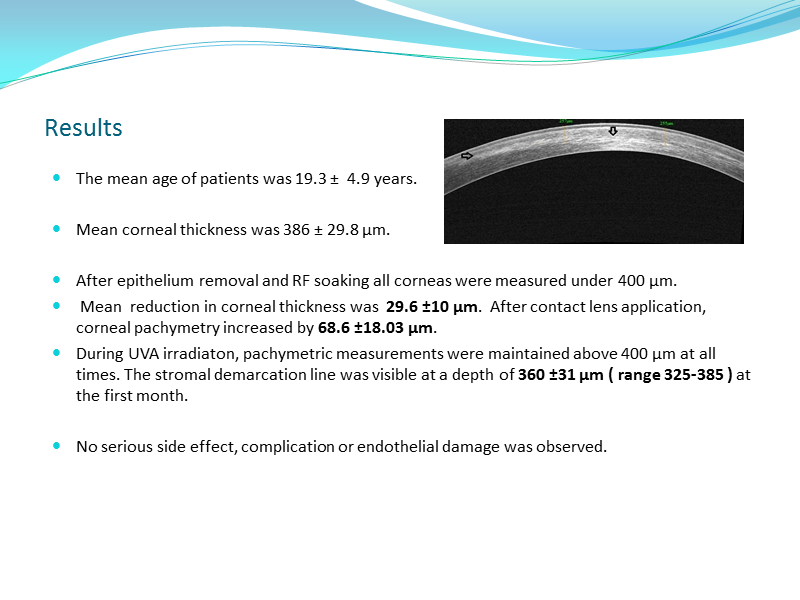 Results
The mean age of patients was 19.3 ±  4.9 years.
Mean corneal thickness was 386 ± 29.8 µm.
After epithelium removal and RF soaking all corneas were measured under 400 µm.
Mean  reduction in corneal thickness was  29.6 ±10 µm.  After contact lens application,
corneal pachymetry increased by 68.6 ±18.03 µm.
During UVA irradiaton, pachymetric measurements were maintained above 400 µm at all
times. The stromal demarcation line was visible at a depth of 360 ±31 µm ( range 325-385 ) at
the first month.
No serious side effect, complication or endothelial damage was observed.